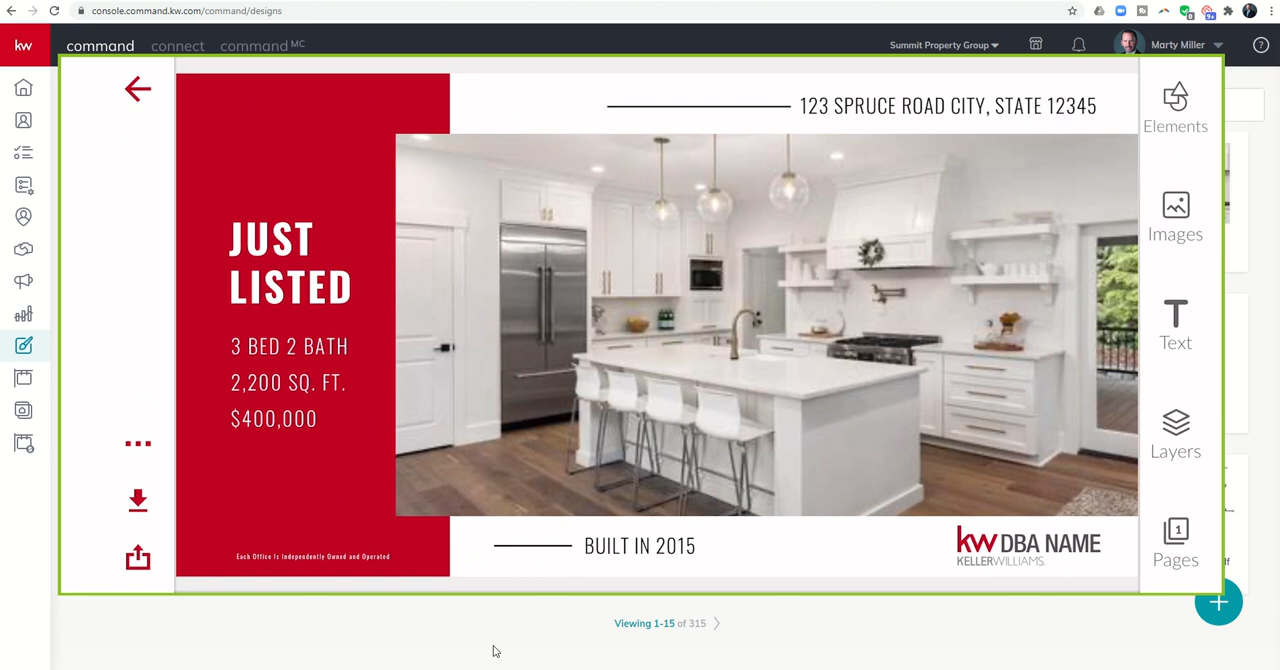 console.command.kw.com/command/designs
kw
command
connect
command MC
Summit Property Group
Marty Miller
?
0
9+
123 SPRUCE ROAD CITY, STATE 12345
JUST
LISTED
3 BED 2 BATH
2,200 SQ. FT.
$400,000
Each Office Is Independently Owned and Operated
BUILT IN 2015
kw DBA NAME
KELLERWILLIAMS.
Elements
Images
T
Text
Layers
1
Pages
lf
+
Viewing 1-15 of 315